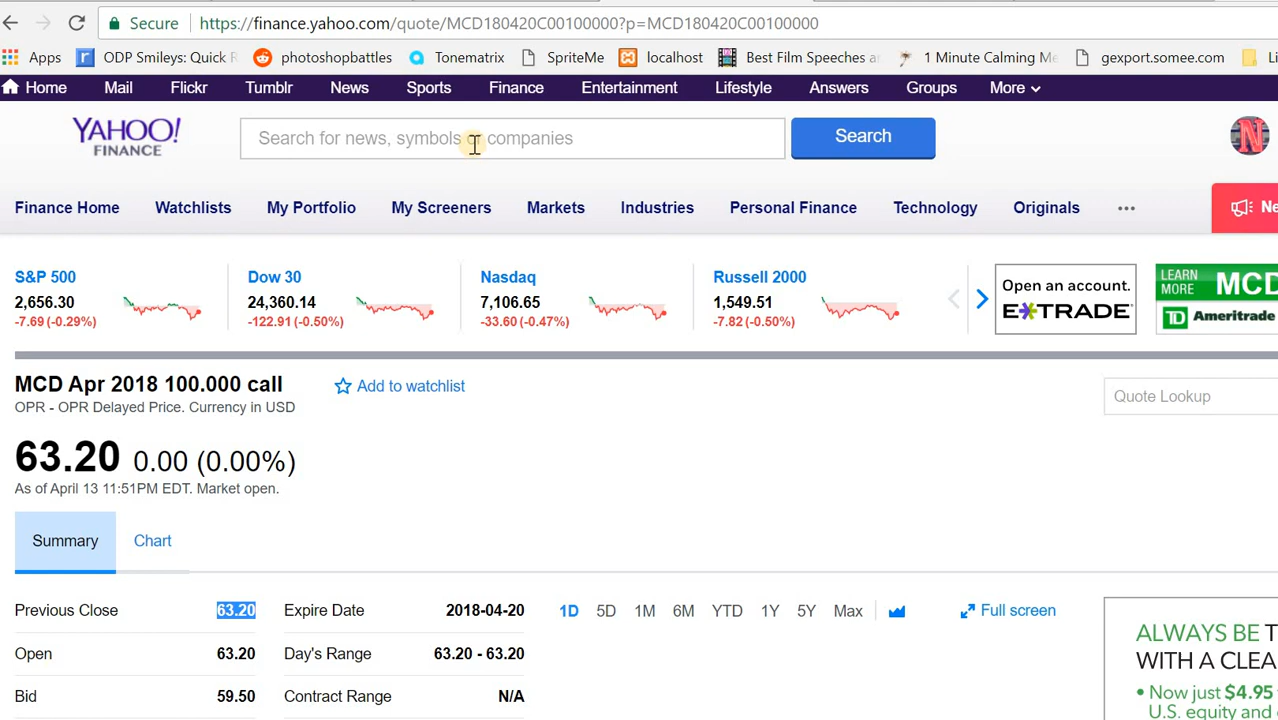 Secure https://finance.yahoo.com/quote/MCD180420C00100000?p=MCD180420C00100000
Apps ODP Smileys: Quick photoshopbattles Tonematrix SpriteMe localhost Best Film Speeches 1 Minute Calming gexport.somee.com
Home Mail Flickr Tumblr News Sports Finance Entertainment Lifestyle Answers Groups More
YAHOO!
FINANCE
Search for news, symbols or companies
Search
Finance Home Watchlists My Portfolio My Screeners Markets Industries Personal Finance Technology Originals •••
S&P 500 Dow 30 Nasdaq Russell 2000
2,656.30 24,360.14 7,106.65 1,549.51
-7.69 (-0.29%) -122.91 (-0.50%) -33.60 (-0.47%) -7.82 (-0.50%)
Open an account.
E*TRADE
LEARN
MORE
MCD
TD Ameritrade
MCD Apr 2018 100.000 call
Add to watchlist
OPR - OPR Delayed Price. Currency in USD
Quote Lookup
63.20 0.00 (0.00%)
As of April 13 11:51PM EDT. Market open.
Summary Chart
Previous Close 63.20 Expire Date 2018-04-20
1D 5D 1M 6M YTD 1Y 5Y Max Full screen
Open 63.20 Day's Range 63.20 - 63.20
Bid 59.50 Contract Range N/A
ALWAYS BE
WITH A CLEA
• Now just $4.95
U.S. equity and